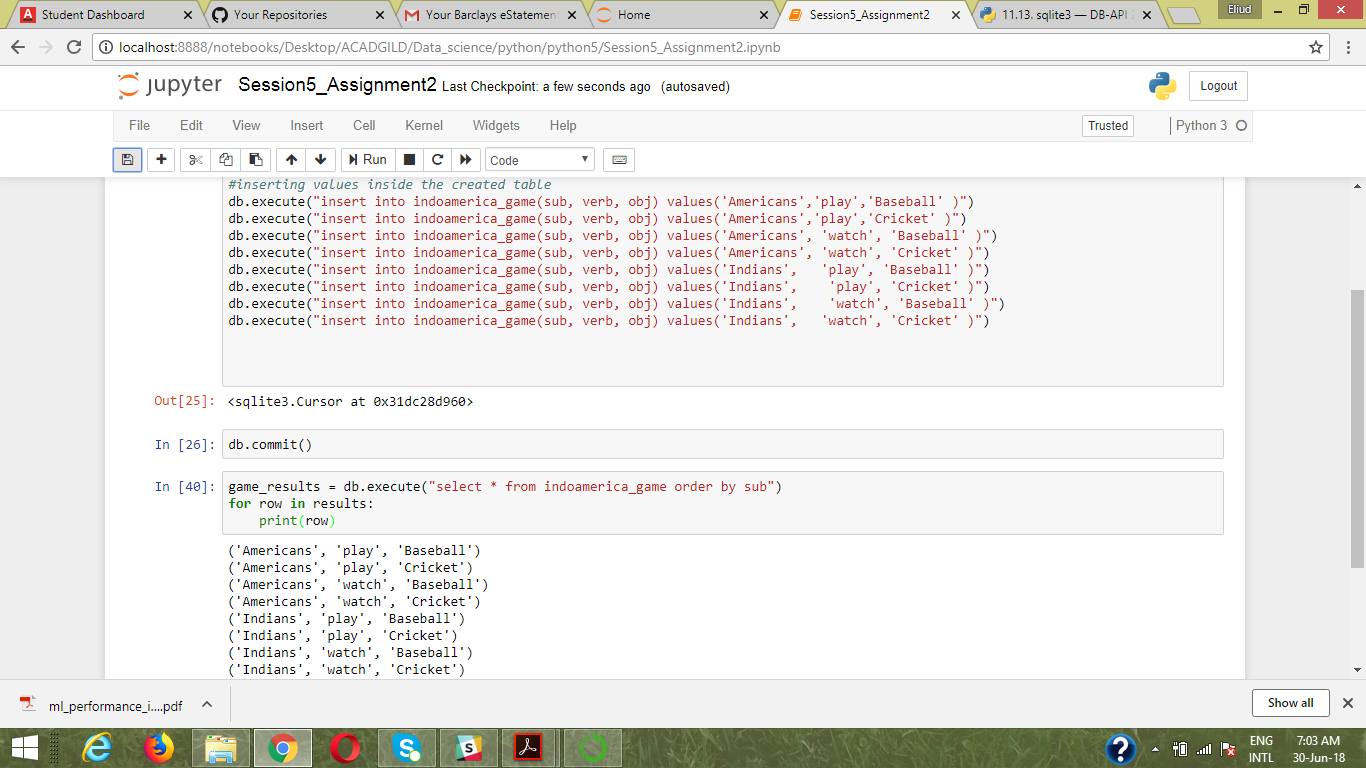 Student Dashboard
Your Repositories
Your Barclays eStatement
Home
Session5_Assignment2
11.13. sqlite3 — DB-API 2
Eliud
localhost:8888/notebooks/Desktop/ACADGILD/Data_science/python/python5/Session5_Assignment2.ipynb
jupyter Session5_Assignment2 Last Checkpoint: a few seconds ago (autosaved)
Logout
File Edit View Insert Cell Kernel Widgets Help
Trusted
Python 3
Run
Code
#inserting values inside the created table
db.execute("insert into indoamerica_game(sub, verb, obj) values('Americans','play','Baseball' )")
db.execute("insert into indoamerica_game(sub, verb, obj) values('Americans','play','Cricket' )")
db.execute("insert into indoamerica_game(sub, verb, obj) values('Americans', 'watch', 'Baseball' )")
db.execute("insert into indoamerica_game(sub, verb, obj) values('Americans', 'watch', 'Cricket' )")
db.execute("insert into indoamerica_game(sub, verb, obj) values('Indians',   'play', 'Baseball' )")
db.execute("insert into indoamerica_game(sub, verb, obj) values('Indians',    'play', 'Cricket' )")
db.execute("insert into indoamerica_game(sub, verb, obj) values('Indians',    'watch', 'Baseball' )")
db.execute("insert into indoamerica_game(sub, verb, obj) values('Indians',   'watch', 'Cricket' )")
Out[25]: <sqlite3.Cursor at 0x31dc28d960>
In [26]: db.commit()
In [40]: game_results = db.execute("select * from indoamerica_game order by sub")
for row in results:
    print(row)
('Americans', 'play', 'Baseball')
('Americans', 'play', 'Cricket')
('Americans', 'watch', 'Baseball')
('Americans', 'watch', 'Cricket')
('Indians', 'play', 'Baseball')
('Indians', 'play', 'Cricket')
('Indians', 'watch', 'Baseball')
('Indians', 'watch', 'Cricket')
ml_performance_i....pdf
Show all
ENG
INTL
7:03 AM
30-Jun-18